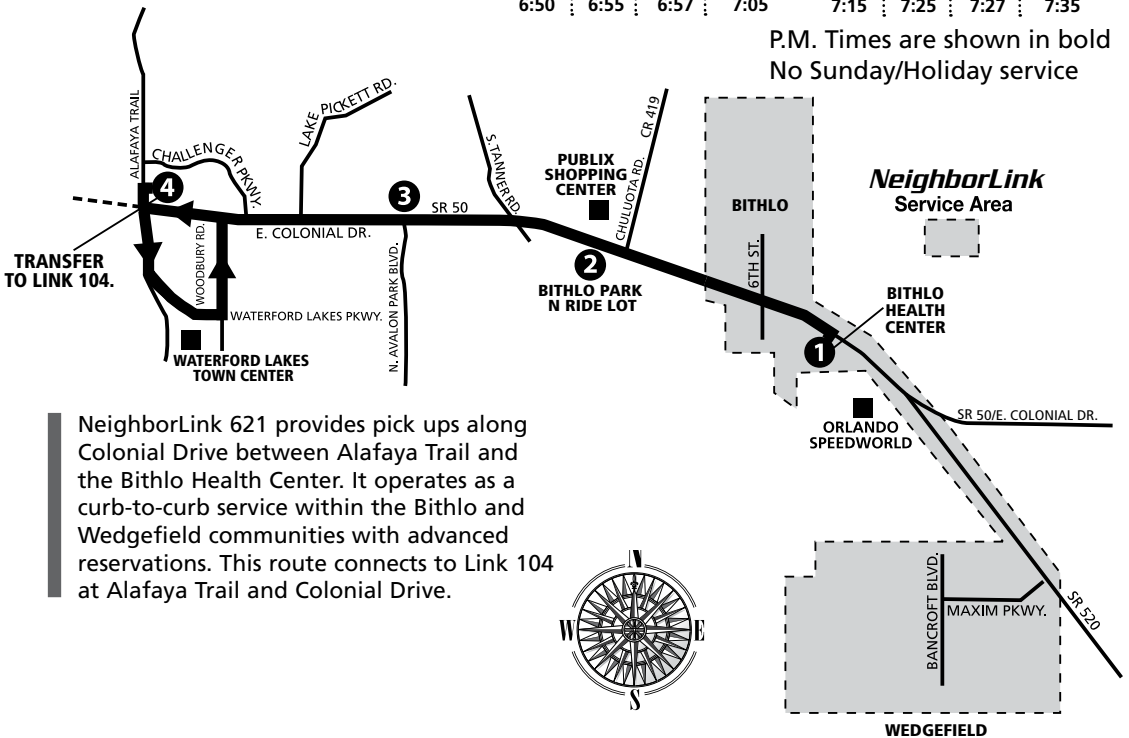 6:50 6:55 6:57 7:05 7:15 7:25 7:27 7:35
P.M. Times are shown in bold
No Sunday/Holiday service
ALAFAYA TRAIL
CHALLENGER PKWY.
LAKE PICKETT RD.
S. TANNER RD.
PUBLIX
SHOPPING
CENTER
CHULUOTA RD. CR 419
BITHLO
NeighborLink
Service Area
4
3
SR 50
E. COLONIAL DR.
TRANSFER
TO LINK 104.
WOODBURY RD.
N. AVALON PARK BLVD.
2
BITHLO PARK
N RIDE LOT
6TH ST.
BITHLO
HEALTH
CENTER
1
WATERFORD LAKES PKWY.
WATERFORD LAKES
TOWN CENTER
ORLANDO
SPEEDWORLD
SR 50/E. COLONIAL DR.
NeighborLink 621 provides pick ups along
Colonial Drive between Alafaya Trail and
the Bithlo Health Center. It operates as a
curb-to-curb service within the Bithlo and
Wedgefield communities with advanced
reservations. This route connects to Link 104
at Alafaya Trail and Colonial Drive.
N
W E
S
BANCROFT BLVD.
MAXIM PKWY.
SR 520
WEDGEFIELD